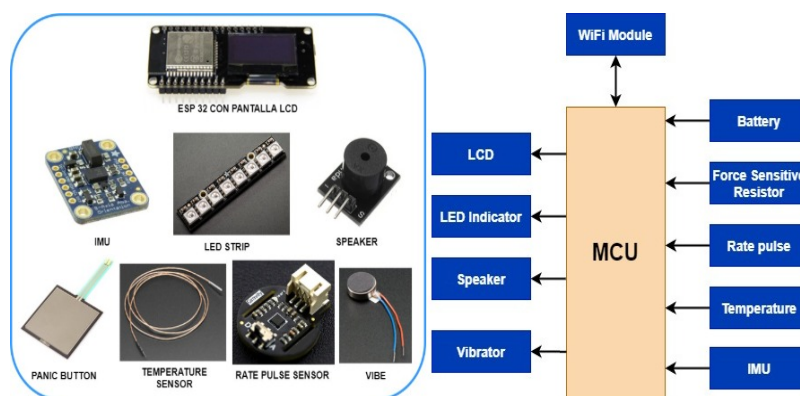 ESP 32 CON PANTALLA LCD
IMU
LED STRIP
SPEAKER
PANIC BUTTON
TEMPERATURE
SENSOR
RATE PULSE SENSOR
VIBE
WiFi Module
MCU
LCD
LED Indicator
Speaker
Vibrator
Battery
Force Sensitive
Resistor
Rate pulse
Temperature
IMU